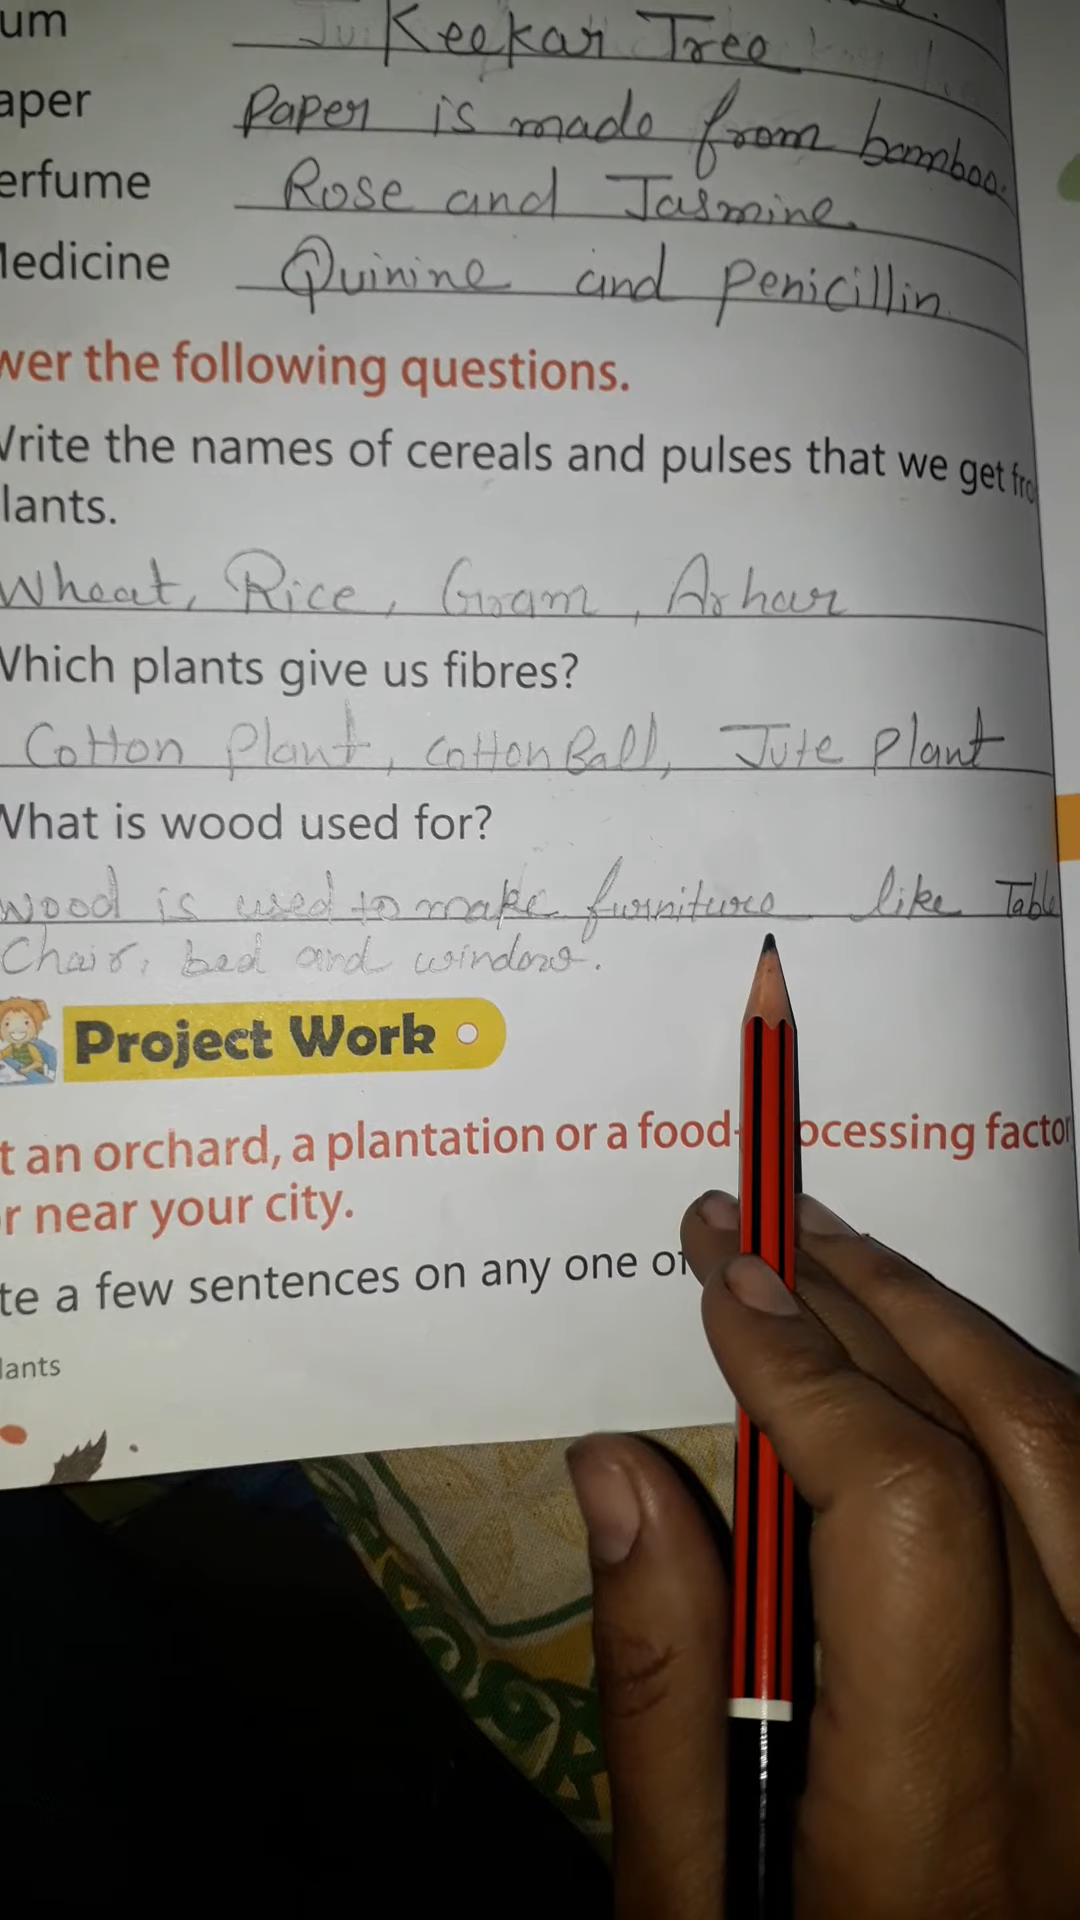 um Keekar Tree
aper Paper is made from bamboo.
erfume Rose and Jasmine.
ledicine Quinine and Penicillin
wer the following questions.
Write the names of cereals and pulses that we get fro
lants.
Wheat, Rice, Gram, Arhar
Which plants give us fibres?
Cotton Plant, Cotton Ball, Jute Plant
What is wood used for?
wood is used to make furniture like Table
Chair, bed and window.
Project Work
t an orchard, a plantation or a food- ocessing factor
r near your city.
te a few sentences on any one of
lants